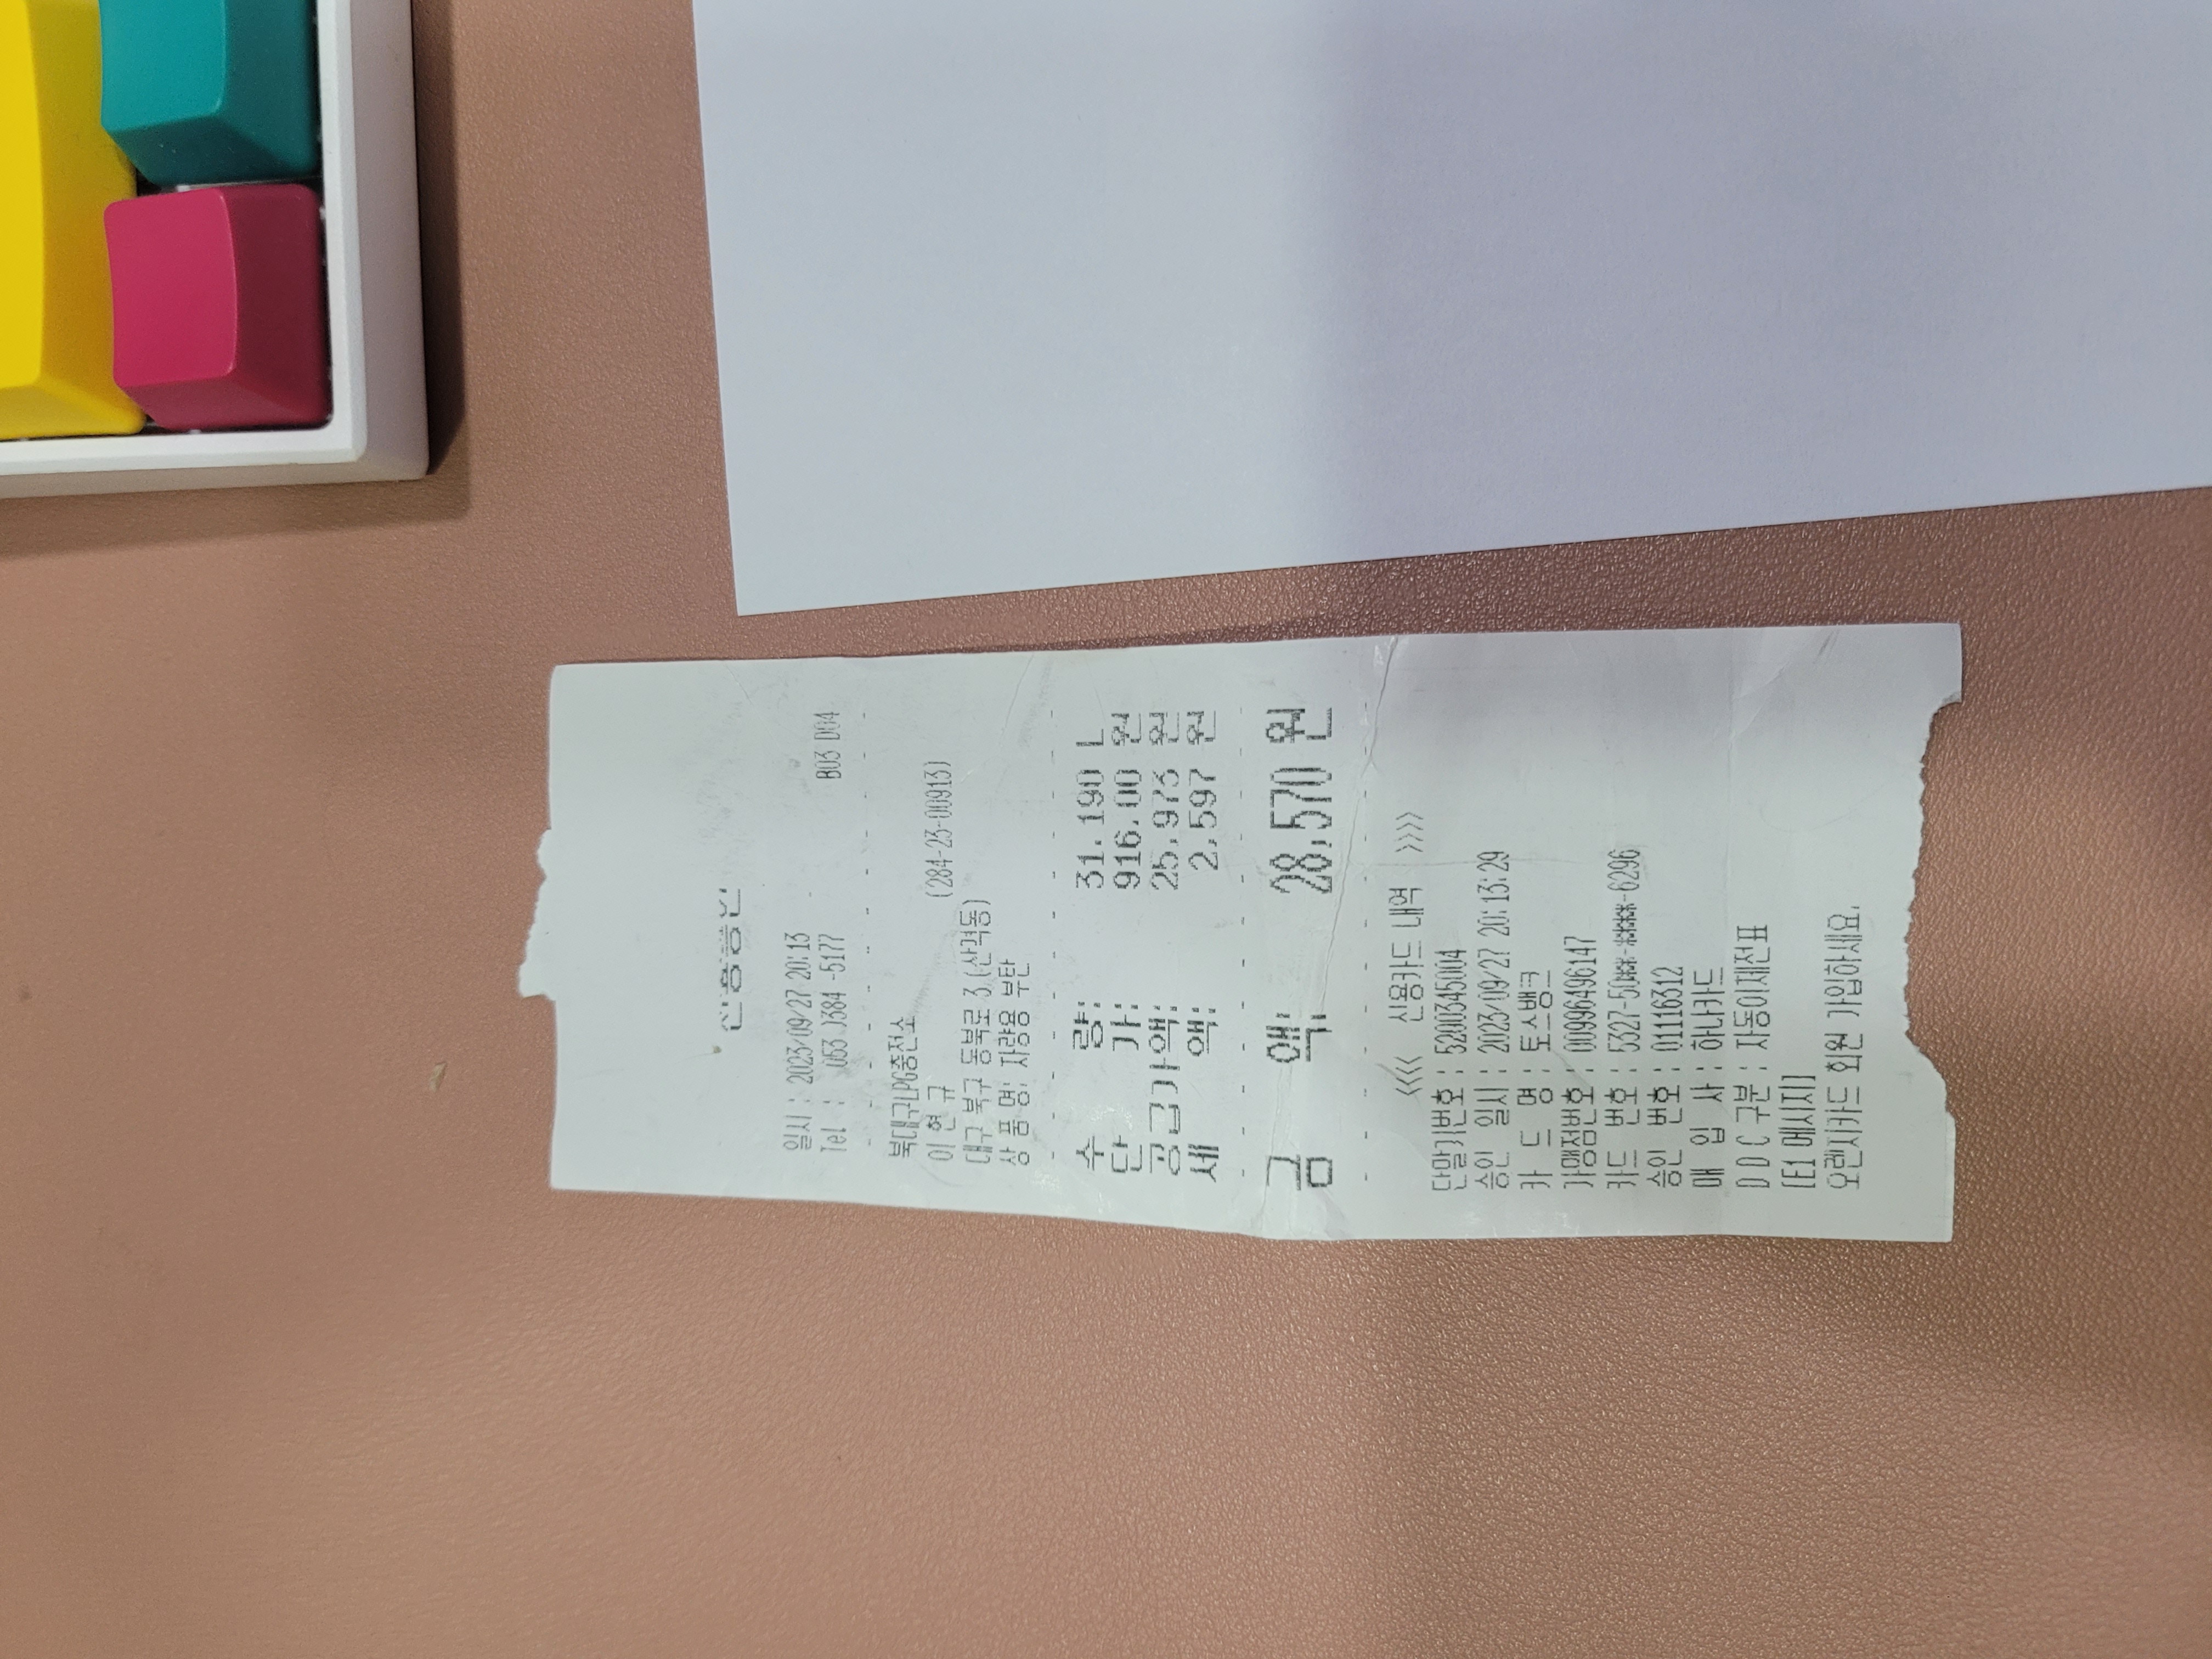 신용승인
일시 : 2023/09/27 20:13
Tel : 053 )384 -5177 B03 D04
북대구LPG충전소
이 현 규 (284-23-00913)
대구 북구 동북로 3 (산격동)
상 품 명: 차량용 부탄
수 량: 31.190 L
단 가: 916.00 원
공급가액: 25,973 원
세 액: 2,597 원
금 액: 28,570 원
<<<< 신용카드 내역 >>>>
단말기번호 : 5200345004
승인 일시 : 2023/09/27 20:13:29
카 드 명 : 토스뱅크
가맹점번호 : 00996496147
카드 번호 : 5327-50**-****-6296
승인 번호 : 01116312
매 입 사 : 하나카드
D D C 구분 : 자동이체전표
[E1 메시지]
오렌지카드 회원 가입하세요.